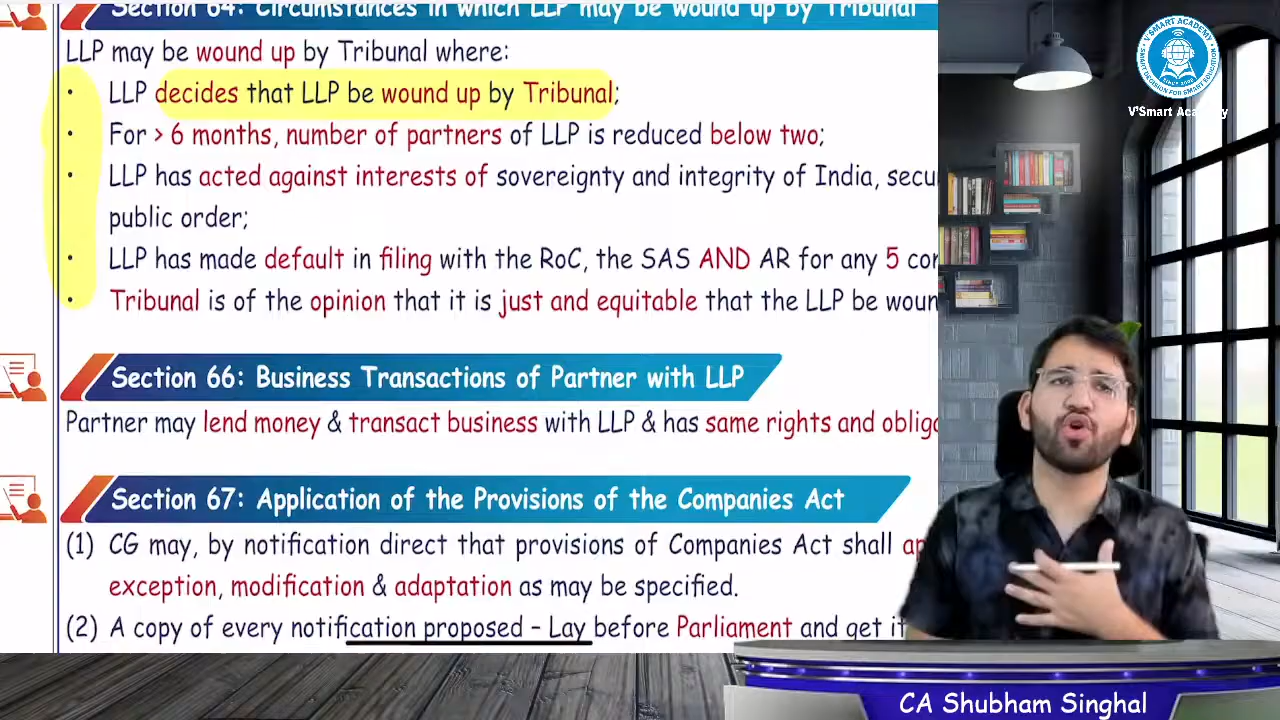 Section 64: Circumstances in which LLP may be wound up by Tribunal
LLP may be wound up by Tribunal where:
• LLP decides that LLP be wound up by Tribunal;
• For > 6 months, number of partners of LLP is reduced below two;
• LLP has acted against interests of sovereignty and integrity of India,
public order;
• LLP has made default in filing with the RoC, the SAS AND AR for any 5
• Tribunal is of the opinion that it is just and equitable that the LLP be
Section 66: Business Transactions of Partner with LLP
Partner may lend money & transact business with LLP & has same rights and
Section 67: Application of the Provisions of the Companies Act
(1) CG may, by notification direct that provisions of Companies Act shall
exception, modification & adaptation as may be specified.
(2) A copy of every notification proposed – Lay before Parliament and get it
V'SMART ACADEMY
SMART DECISION FOR SMART EDUCATION
V'Smart Academy
CA Shubham Singhal